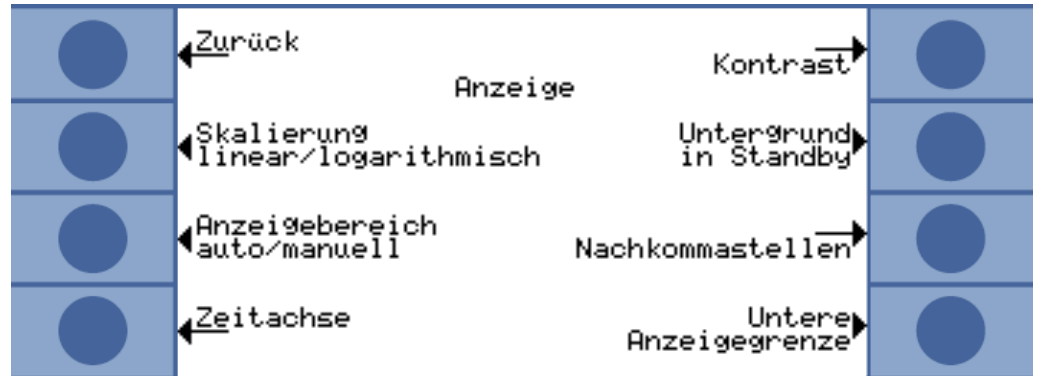 Zurück
Kontrast
Anzeige
Skalierung
linear/logarithmisch
Untergrund
in Standby
Anzeigebereich
auto/manuell
Nachkommastellen
Zeitachse
Untere
Anzeigegrenze